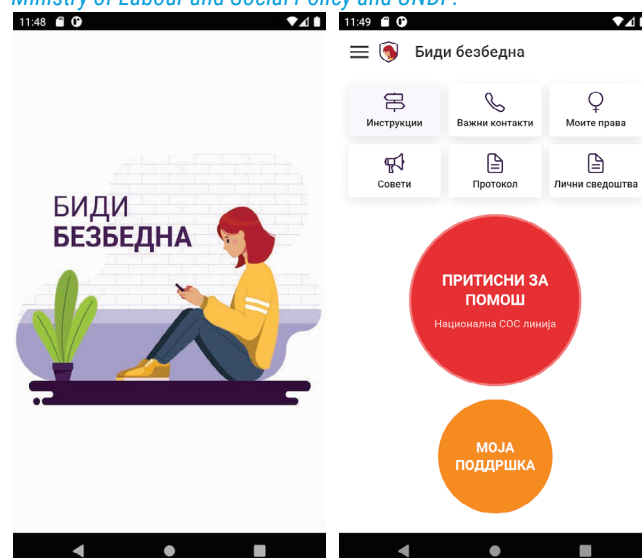 Ministry of Labour and Social Policy and UNDP.
11:48
БИДИ
БЕЗБЕДНА
11:49
Биди безбедна
Инструкции
Важни контакти
Моите права
Совети
Протокол
Лични сведоштва
ПРИТИСНИ ЗА
ПОМОШ
Национална СОС линија
МОЈА
ПОДДРШКА